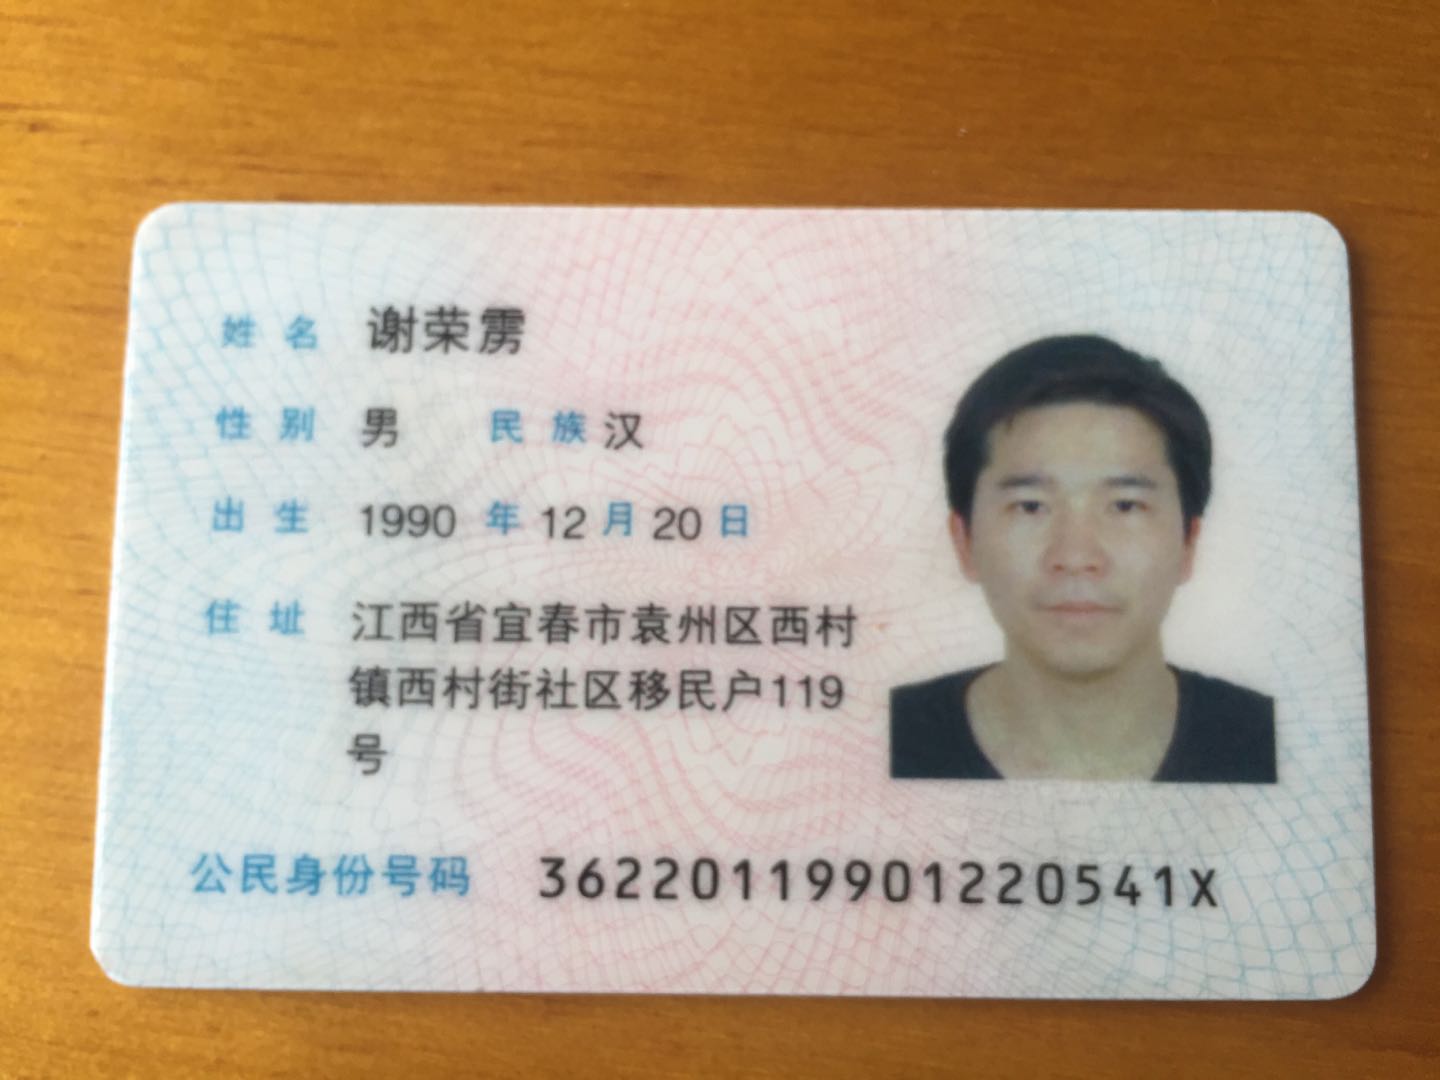 姓名 谢荣雳
性别 男 民族 汉
出生 1990 年 12 月 20 日
住址 江西省宜春市袁州区西村
镇西村街社区移民户119
号
公民身份号码 36220119901220541X